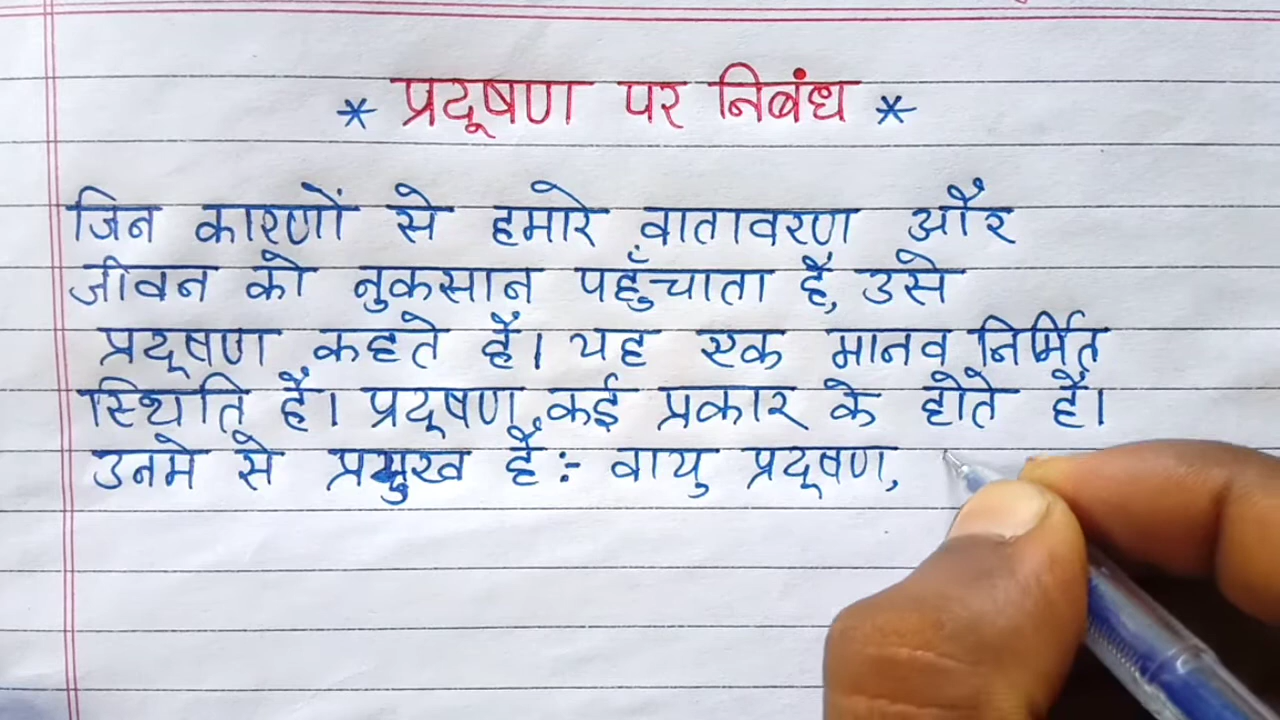 * प्रदूषण पर निबंध *
जिन कारणों से हमारे वातावरण और
जीवन को नुकसान पहुँचाता है, उसे
प्रदूषण कहते हैं। यह एक मानव निर्मित
स्थिति है। प्रदूषण कई प्रकार के होते हैं।
उनमे से प्रमुख है:- वायु प्रदूषण,